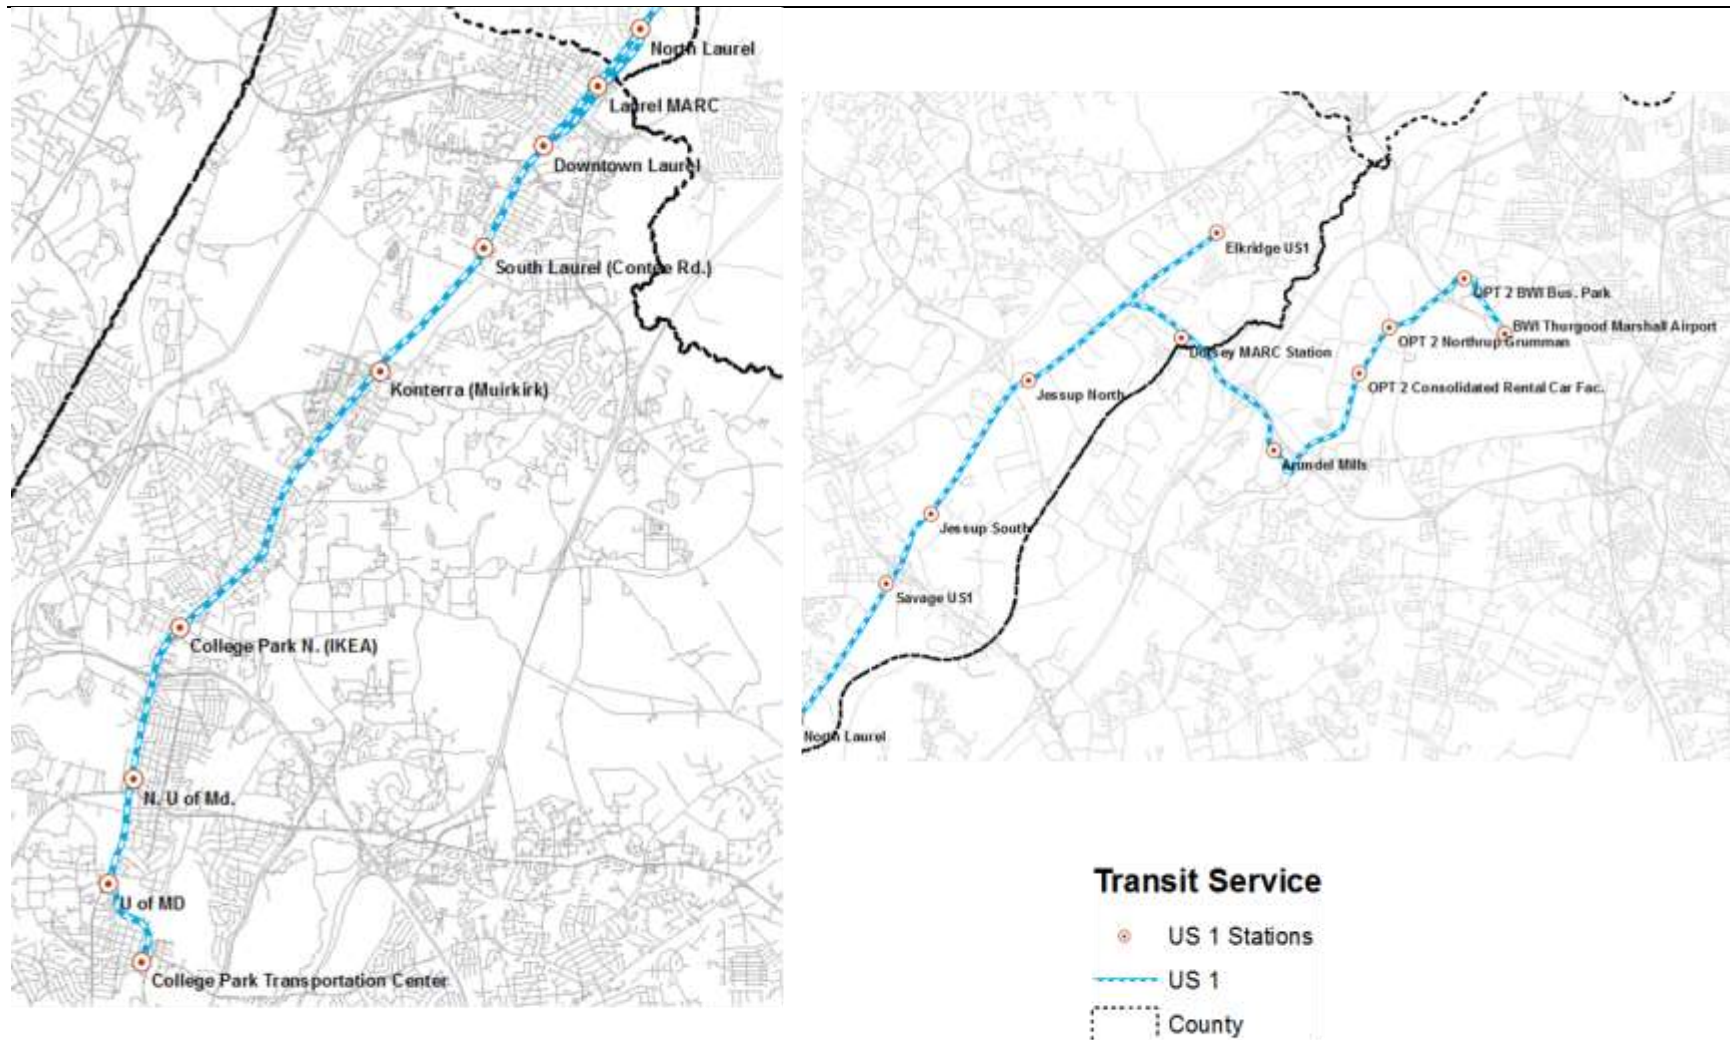 North Laurel
Laurel MARC
Downtown Laurel
South Laurel (Contee Rd.)
Konterra (Muirkirk)
College Park N. (IKEA)
N. U of Md.
U of MD
College Park Transportation Center
Elkridge US1
OPT 2 BWI Bus. Park
BWI Thurgood Marshall Airport
OPT 2 Northrup Grumman
Dorsey MARC Station
OPT 2 Consolidated Rental Car Fac.
Jessup North
Arundel Mills
Jessup South
Savage US1
North Laurel
Transit Service
US 1 Stations
US 1
County